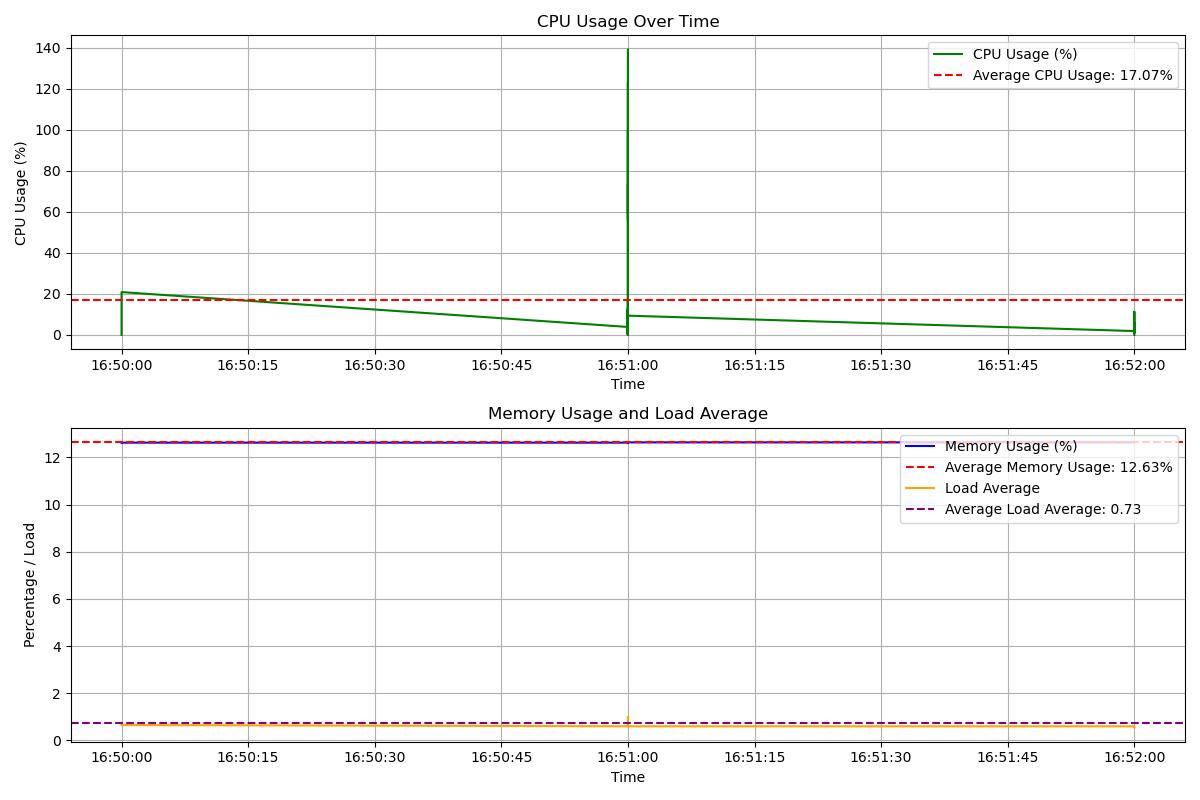 CPU Usage Over Time
CPU Usage (%)
140
120
100
80
60
40
20
0
CPU Usage (%)
Average CPU Usage: 17.07%
16:50:00 16:50:15 16:50:30 16:50:45 16:51:00 16:51:15 16:51:30 16:51:45 16:52:00
Time
Memory Usage and Load Average
Percentage / Load
12
10
8
6
4
2
0
Memory Usage (%)
Average Memory Usage: 12.63%
Load Average
Average Load Average: 0.73
16:50:00 16:50:15 16:50:30 16:50:45 16:51:00 16:51:15 16:51:30 16:51:45 16:52:00
Time